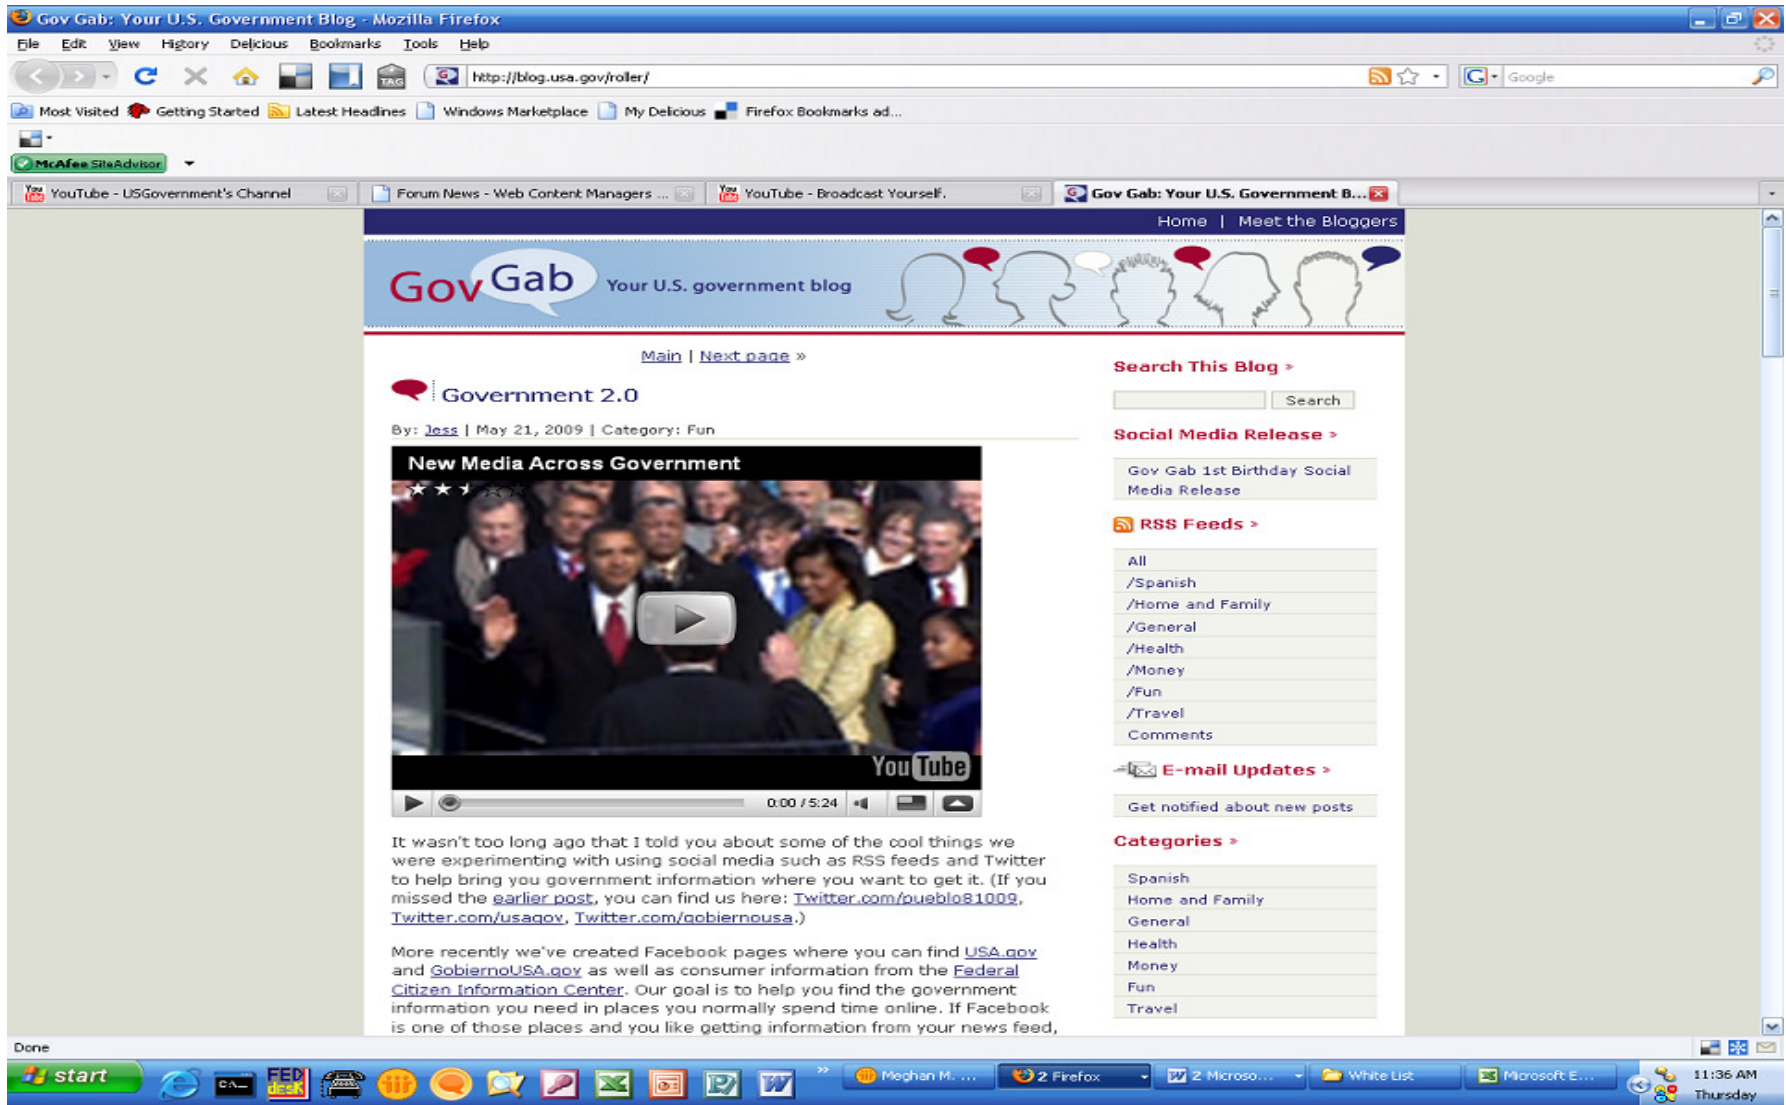 Gov Gab: Your U.S. Government Blog - Mozilla Firefox
File Edit View History Delicious Bookmarks Tools Help
TAG http://blog.usa.gov/roller/ G Google
Most Visited Getting Started Latest Headlines Windows Marketplace My Delicious Firefox Bookmarks ad...
McAfee SiteAdvisor
YouTube - USGovernment's Channel Forum News - Web Content Managers ... YouTube - Broadcast Yourself. Gov Gab: Your U.S. Government B...
Home | Meet the Bloggers
Gov Gab Your U.S. government blog
Main | Next page »
Government 2.0
By: Jess | May 21, 2009 | Category: Fun
New Media Across Government
YouTube
0:00 / 5:24
It wasn't too long ago that I told you about some of the cool things we
were experimenting with using social media such as RSS feeds and Twitter
to help bring you government information where you want to get it. (If you
missed the earlier post, you can find us here: Twitter.com/pueblo81009,
Twitter.com/usagov, Twitter.com/gobiernousa.)
More recently we've created Facebook pages where you can find USA.gov
and GobiernoUSA.gov as well as consumer information from the Federal
Citizen Information Center. Our goal is to help you find the government
information you need in places you normally spend time online. If Facebook
is one of those places and you like getting information from your news feed,
Search This Blog »
Search
Social Media Release »
Gov Gab 1st Birthday Social
Media Release
RSS Feeds »
All
/Spanish
/Home and Family
/General
/Health
/Money
/Fun
/Travel
Comments
E-mail Updates »
Get notified about new posts
Categories »
Spanish
Home and Family
General
Health
Money
Fun
Travel
Done
start C:\_ FED desk Meghan M. ... 2 Firefox 2 Microso... White List Microsoft E... 11:36 AM
Thursday